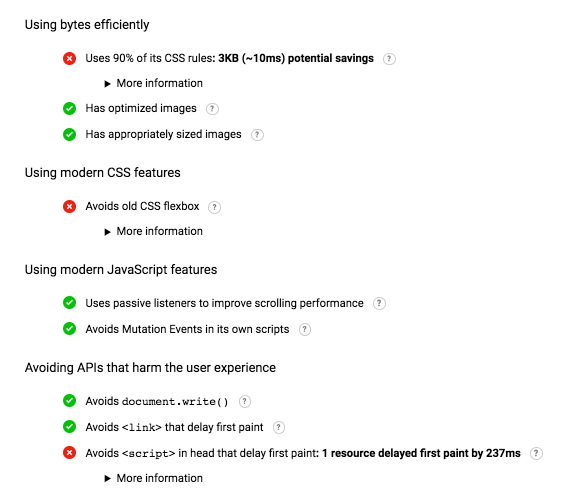 Using bytes efficiently
Uses 90% of its CSS rules: 3KB (~10ms) potential savings ?
▶ More information
Has optimized images ?
Has appropriately sized images ?
Using modern CSS features
Avoids old CSS flexbox ?
▶ More information
Using modern JavaScript features
Uses passive listeners to improve scrolling performance ?
Avoids Mutation Events in its own scripts ?
Avoiding APIs that harm the user experience
Avoids document.write() ?
Avoids <link> that delay first paint ?
Avoids <script> in head that delay first paint: 1 resource delayed first paint by 237ms ?
▶ More information